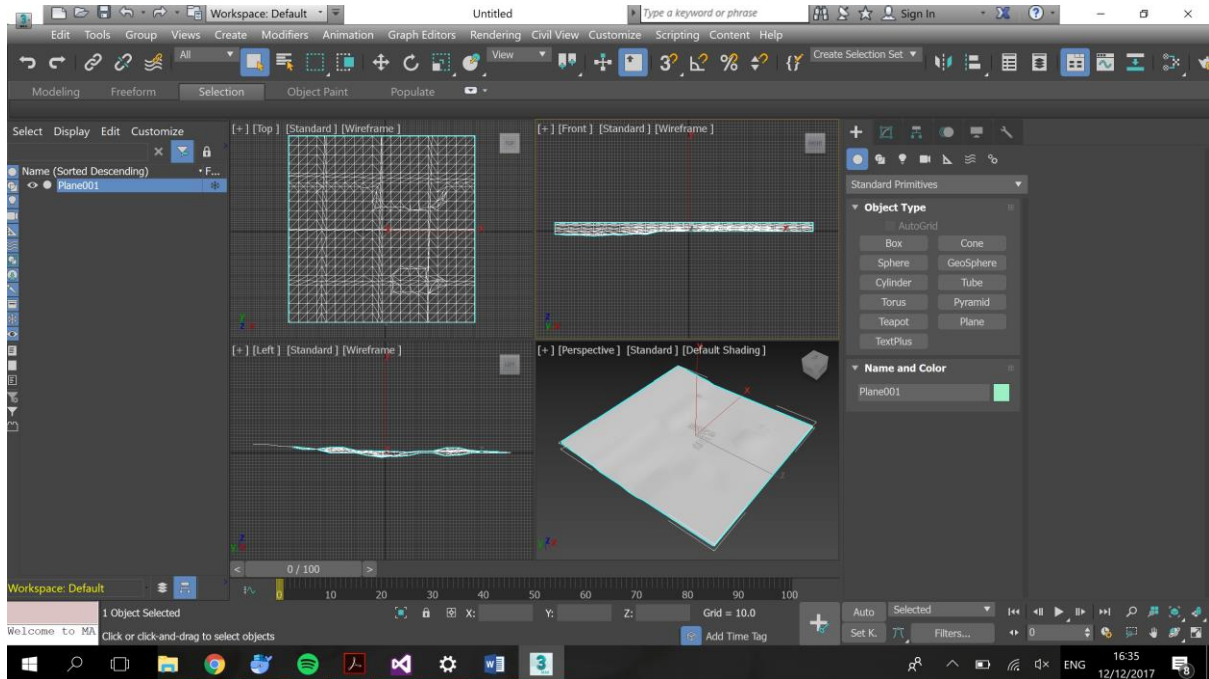 Workspace: Default
Untitled
Type a keyword or phrase
Sign In
Edit Tools Group Views Create Modifiers Animation Graph Editors Rendering Civil View Customize Scripting Content Help
All
View
Create Selection Set
Modeling Freeform Selection Object Paint Populate
Select Display Edit Customize
Name (Sorted Descending)
F...
Plane001
[+] [Top ] [Standard ] [Wireframe ]
TOP
[+] [Front ] [Standard ] [Wireframe ]
[+] [Left ] [Standard ] [Wireframe ]
[+] [Perspective ] [Standard ] [Default Shading ]
Standard Primitives
Object Type
AutoGrid
Box Cone
Sphere GeoSphere
Cylinder Tube
Torus Pyramid
Teapot Plane
TextPlus
Name and Color
Plane001
< 0 / 100 >
Workspace: Default
0 10 20 30 40 50 60 70 80 90 100
1 Object Selected
X: Y: Z: Grid = 10.0
Auto Selected
Welcome to MA
Click or click-and-drag to select objects
Add Time Tag
Set K. Filters...
0
ENG
16:35
12/12/2017
8